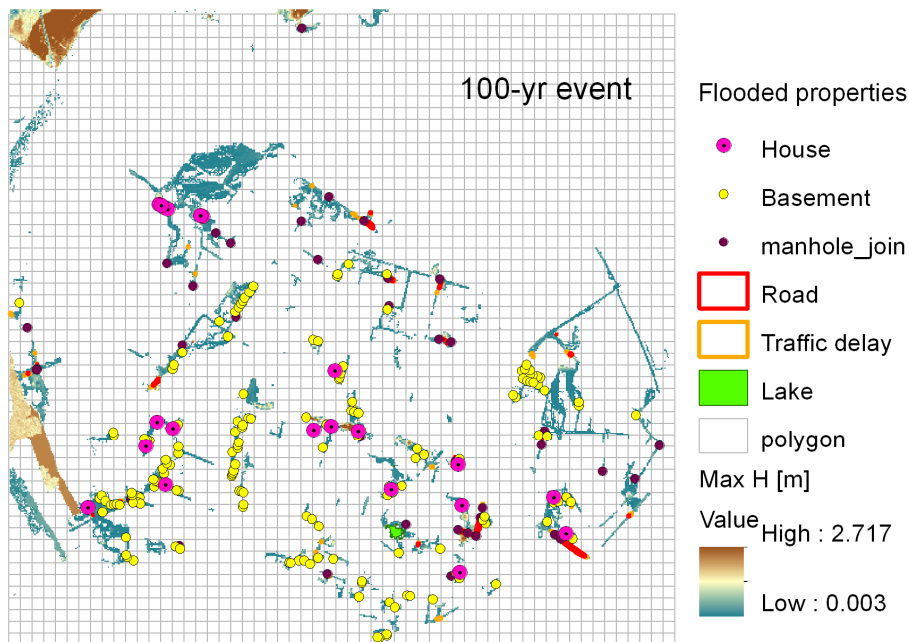 100-yr event
Flooded properties
House
Basement
manhole_join
Road
Traffic delay
Lake
polygon
Max H [m]
Value
High : 2.717
Low : 0.003